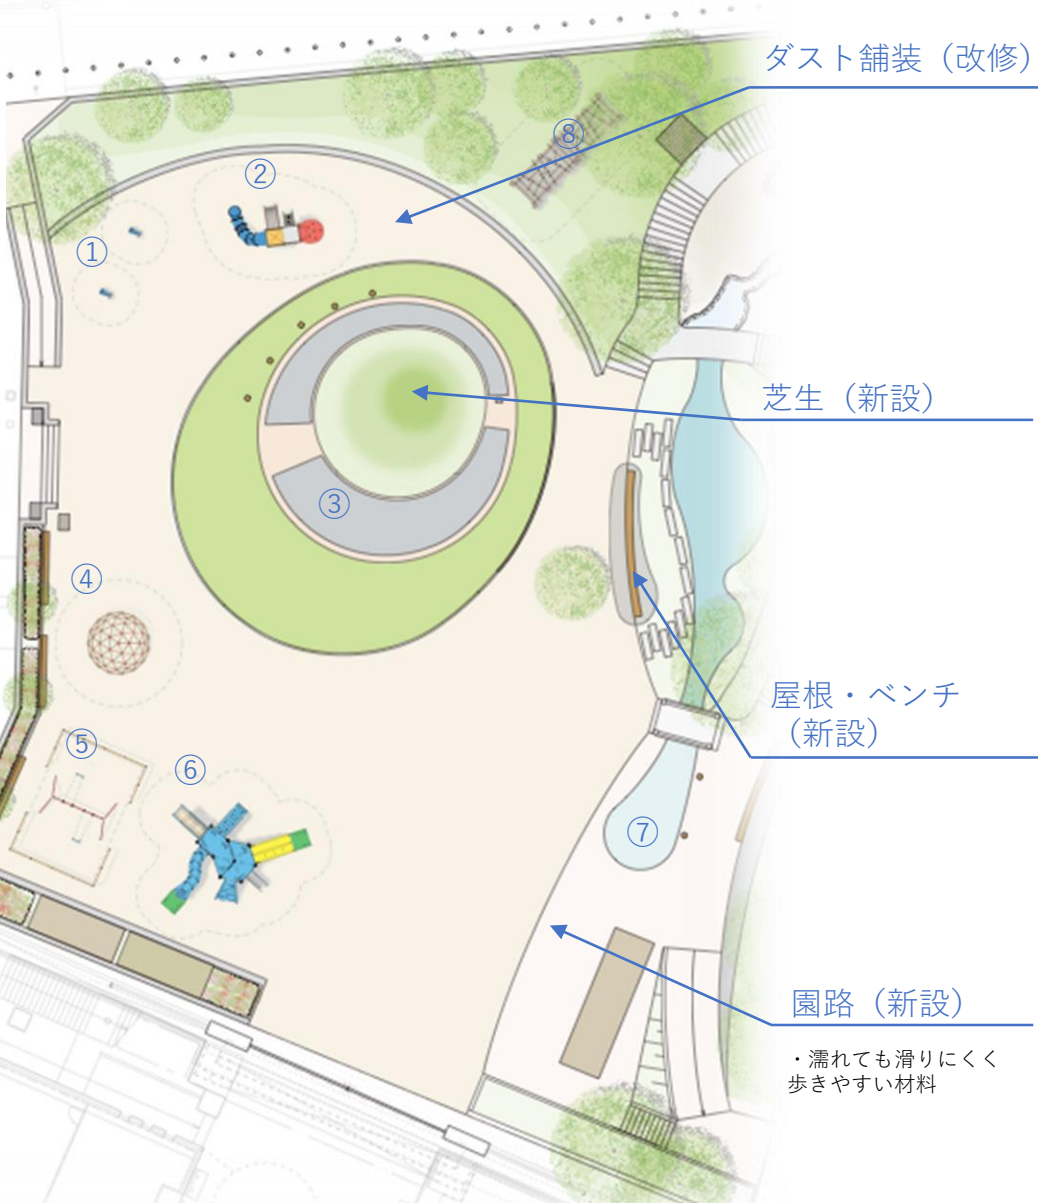 ダスト舗装（改修）
⑧
②
①
芝生（新設）
③
④
屋根・ベンチ
（新設）
⑤
⑥
⑦
園路（新設）
・濡れても滑りにくく
歩きやすい材料